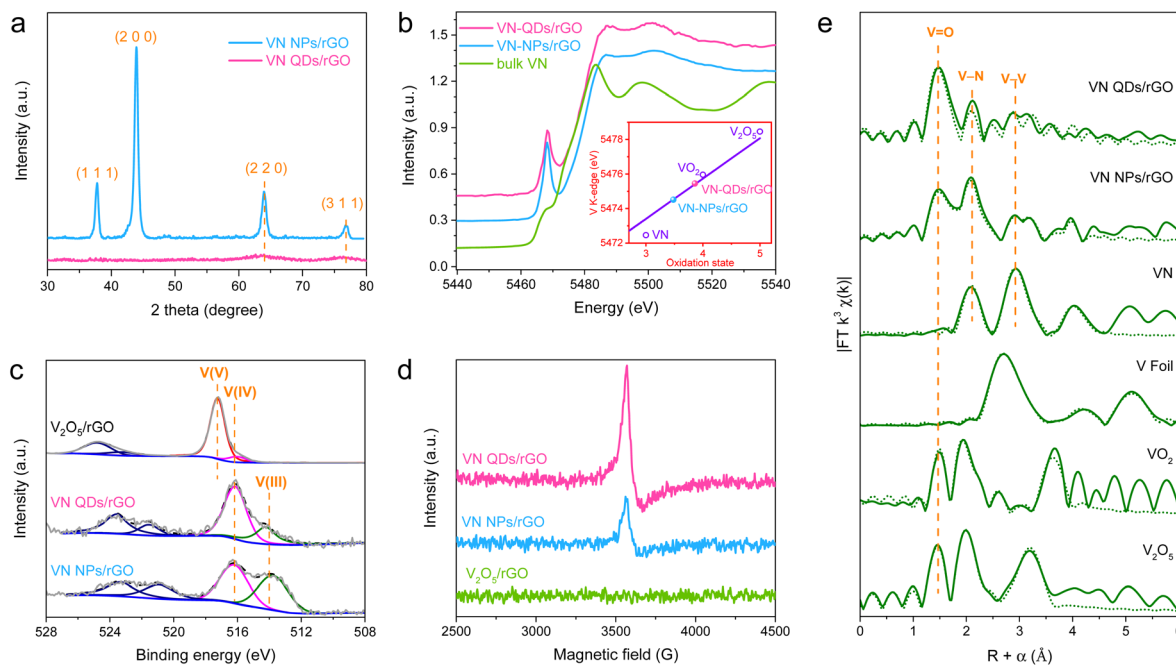 a
VN NPs/rGO
VN QDs/rGO
(1 1 1)
(2 0 0)
(2 2 0)
(3 1 1)
Intensity (a.u.)
30 40 50 60 70 80
2 theta (degree)
b
VN-QDs/rGO
VN-NPs/rGO
bulk VN
1.5
1.2
0.9
0.6
0.3
0.0
Intensity (a.u.)
5440 5460 5480 5500 5520 5540
Energy (eV)
V K-edge (eV)
5478
5476
5474
5472
V₂O₅
VO₂
VN-QDs/rGO
VN-NPs/rGO
VN
3 4 5
Oxidation state
c
V(V)
V(IV)
V(III)
V₂O₅/rGO
VN QDs/rGO
VN NPs/rGO
Intensity (a.u.)
528 524 520 516 512 508
Binding energy (eV)
d
VN QDs/rGO
VN NPs/rGO
V₂O₅/rGO
Intensity (a.u.)
2500 3000 3500 4000 4500
Magnetic field (G)
e
V=O
V–N
V–V
VN QDs/rGO
VN NPs/rGO
VN
V Foil
VO₂
V₂O₅
|FT k³ χ(k)|
0 1 2 3 4 5 6
R + α (Å)